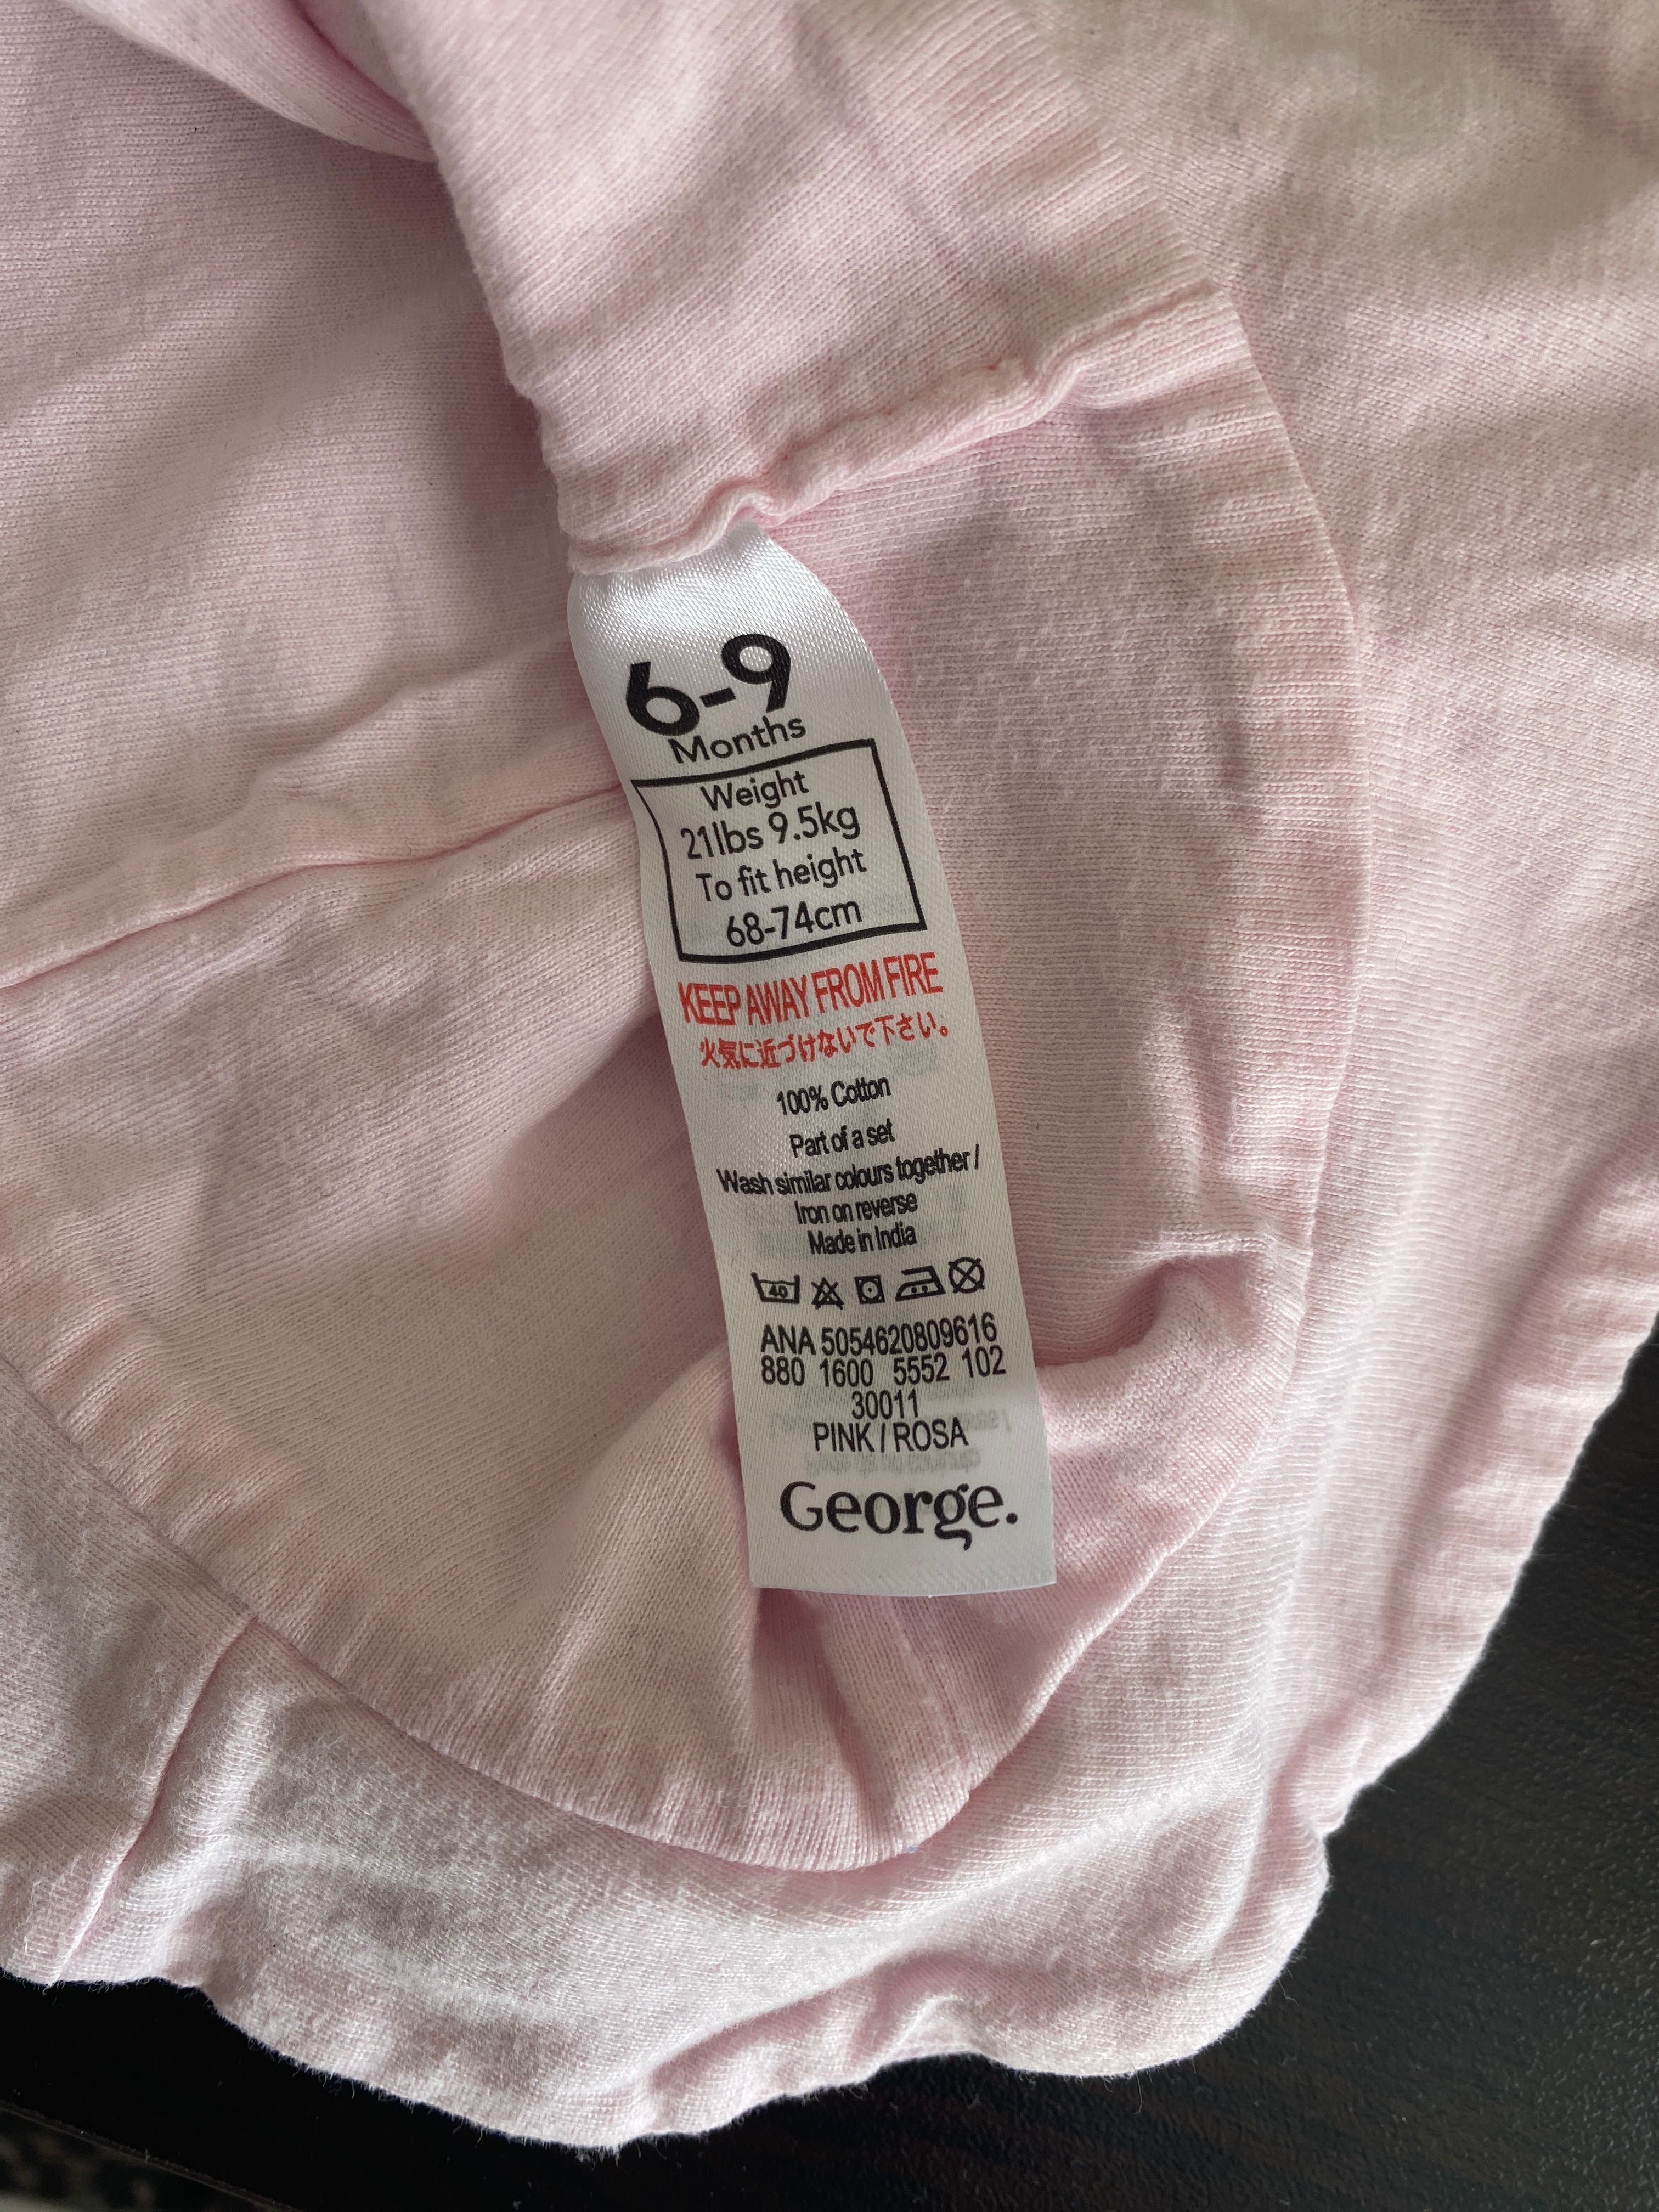 6-9
Months
Weight
21lbs 9.5kg
To fit height
68-74cm
KEEP AWAY FROM FIRE
火気に近づけないで下さい。
100% Cotton
Part of a set
Wash similar colours together /
Iron on reverse
Made in India
40
ANA 5054620809616
880 1600 5552 102
30011
PINK / ROSA
George.